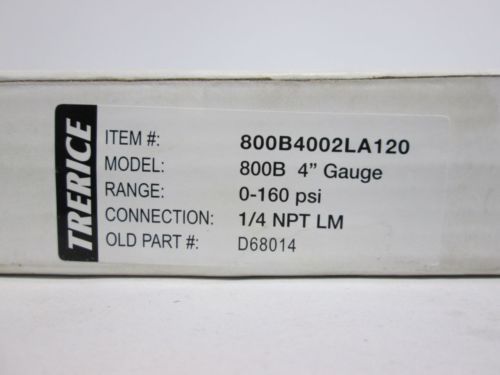 TRERICE
ITEM #: 800B4002LA120
MODEL: 800B 4” Gauge
RANGE: 0-160 psi
CONNECTION: 1/4 NPT LM
OLD PART #: D68014